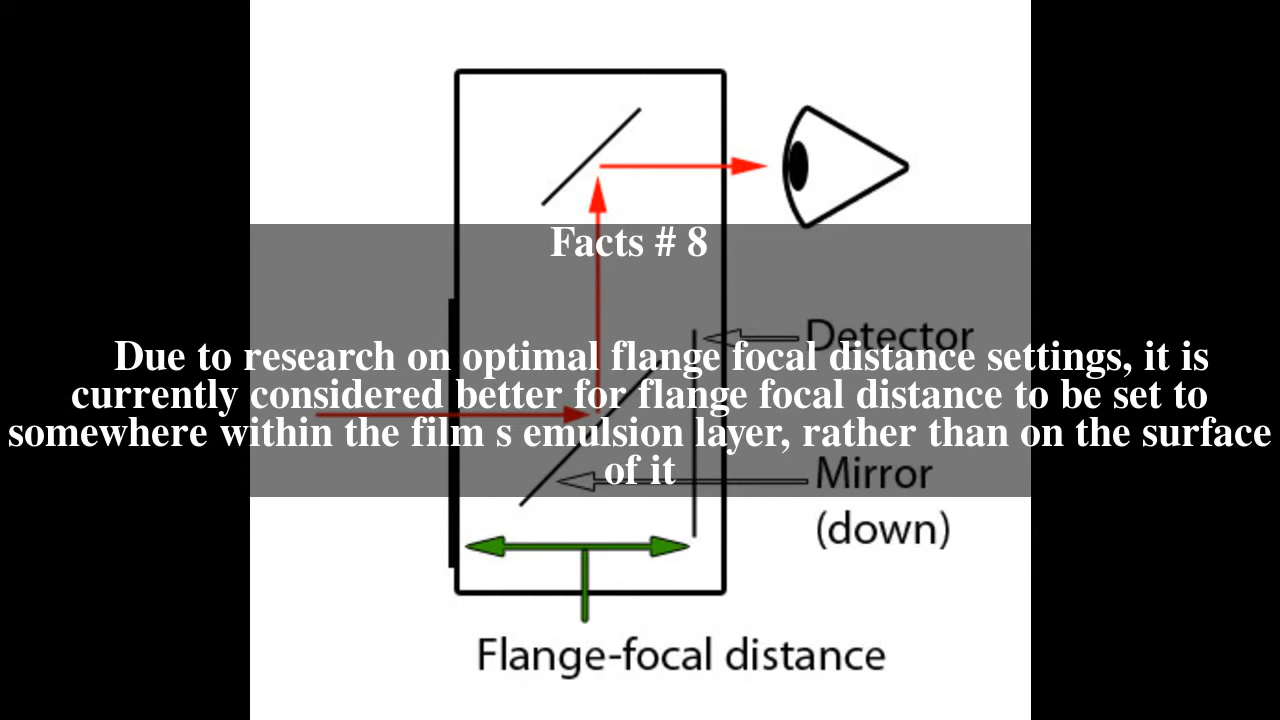 Facts # 8
Detector
Due to research on optimal flange focal distance settings, it is
currently considered better for flange focal distance to be set to
somewhere within the film s emulsion layer, rather than on the surface
of it
Mirror
(down)
Flange-focal distance